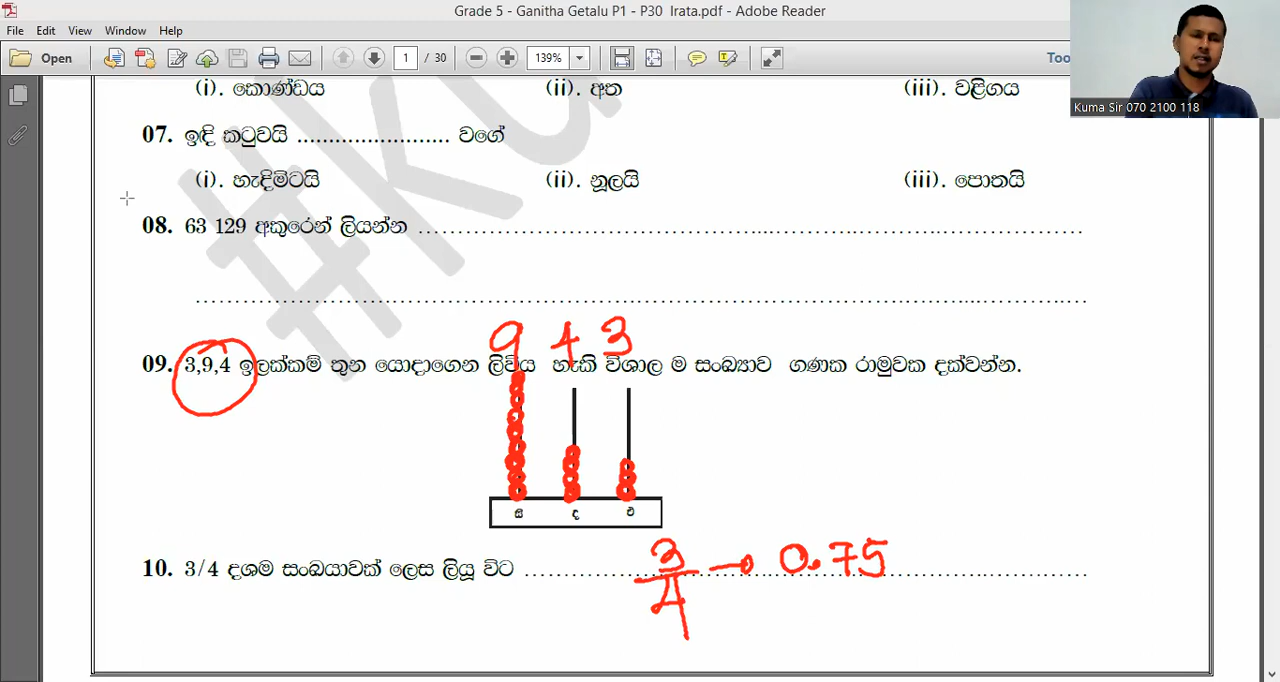 Grade 5 - Ganitha Getalu P1 - P30 Irata.pdf - Adobe Reader
File Edit View Window Help
Open 1 / 30 139% Too
Kuma Sir 070 2100 118
(i). කොණ්ඩය (ii). අත (iii). වළිගය
07. ඉඳි කටුවයි ........................ වගේ
(i). හැඳිමිටයි (ii). නූලයි (iii). පොතයි
08. 63 129 අකුරෙන් ලියන්න ........................
........................
9 4 3
09. 3,9,4 ඉලක්කම් තුන යොදාගෙන ලිවිය හැකි විශාල ම සංඛ්‍යාව ගණක රාමුවක දක්වන්න.
සි ද එ
10. 3/4 දශම සංඛයාවක් ලෙස ලියූ විට ........................
3/4 → 0.75
#Ku